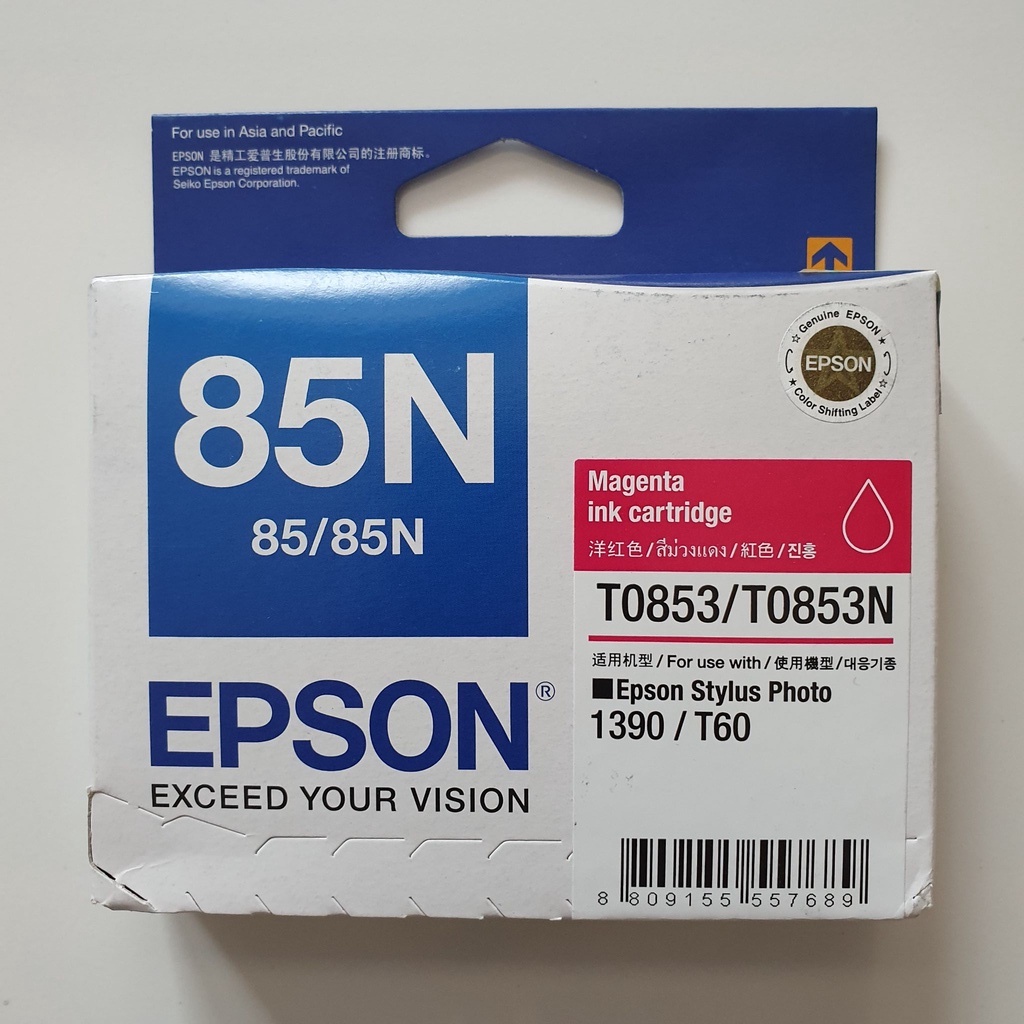 For use in Asia and Pacific
EPSON 是精工爱普生股份有限公司的注册商标。
EPSON is a registered trademark of
Seiko Epson Corporation.
85N
85/85N
EPSON®
EXCEED YOUR VISION
☆ Genuine EPSON ★
EPSON
★ Color Shifting Label ☆
Magenta
ink cartridge
洋红色/สีม่วงแดง/紅色/진홍
T0853/T0853N
适用机型/For use with/使用機型/대응기종
■Epson Stylus Photo
1390 / T60
8 809155 557689